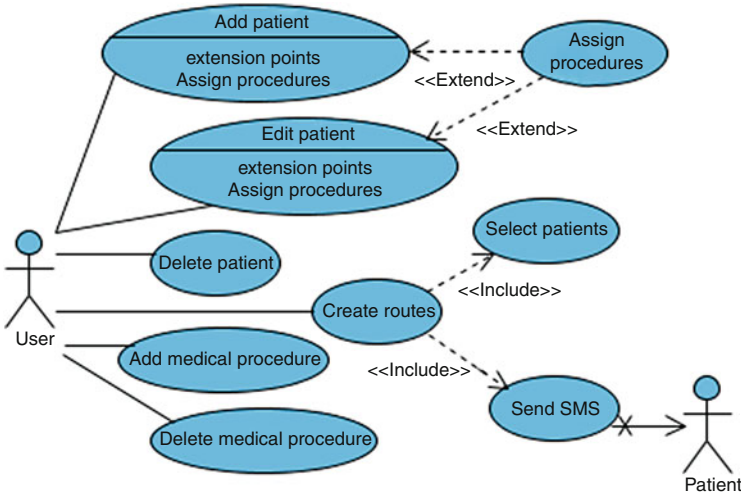 Add patient
extension points
Assign procedures
Assign
procedures
<<Extend>>
Edit patient
extension points
Assign procedures
<<Extend>>
Select patients
Delete patient
<<Include>>
Create routes
User
Add medical procedure
<<Include>>
Send SMS
Delete medical procedure
Patient